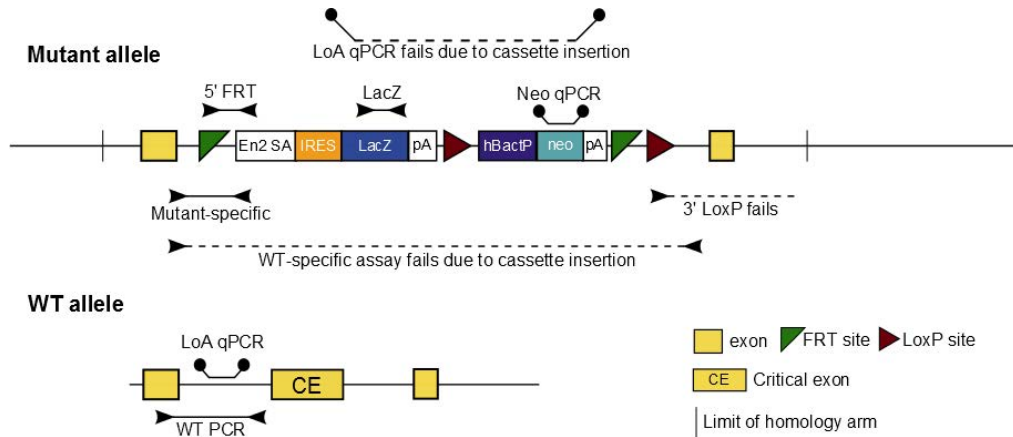 LoA qPCR fails due to cassette insertion
Mutant allele
5' FRT
LacZ
Neo qPCR
En2 SA
IRES
LacZ
pA
hBactP
neo
pA
Mutant-specific
3' LoxP fails
WT-specific assay fails due to cassette insertion
WT allele
LoA qPCR
CE
WT PCR
exon
FRT site
LoxP site
CE
Critical exon
Limit of homology arm